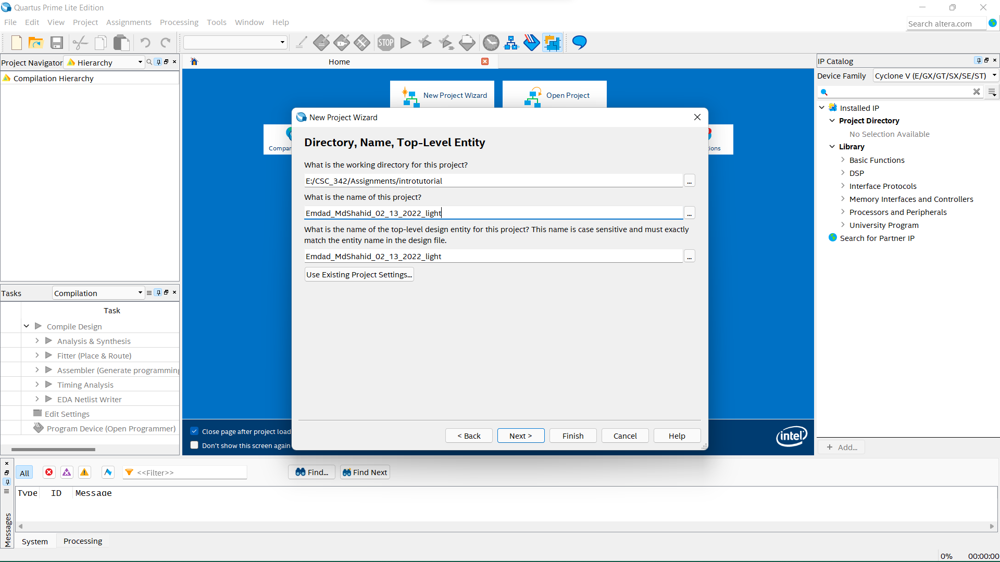 Quartus Prime Lite Edition
File Edit View Project Assignments Processing Tools Window Help
Search altera.com
STOP
Project Navigator Hierarchy
Compilation Hierarchy
Home
New Project Wizard
Open Project
Compar
ions
New Project Wizard
Directory, Name, Top-Level Entity
What is the working directory for this project?
E:/CSC_342/Assignments/introtutorial
...
What is the name of this project?
Emdad_MdShahid_02_13_2022_light
...
What is the name of the top-level design entity for this project? This name is case sensitive and must exactly
match the entity name in the design file.
Emdad_MdShahid_02_13_2022_light
...
Use Existing Project Settings...
< Back Next > Finish Cancel Help
Close page after project load
Don't show this screen again
intel
IP Catalog
Device Family Cyclone V (E/GX/GT/SX/SE/ST)
Installed IP
Project Directory
No Selection Available
Library
Basic Functions
DSP
Interface Protocols
Memory Interfaces and Controllers
Processors and Peripherals
University Program
Search for Partner IP
+ Add...
Tasks Compilation
Task
Compile Design
Analysis & Synthesis
Fitter (Place & Route)
Assembler (Generate programming
Timing Analysis
EDA Netlist Writer
Edit Settings
Program Device (Open Programmer)
All <<Filter>> Find... Find Next
Type ID Message
Messages
System Processing
0% 00:00:00